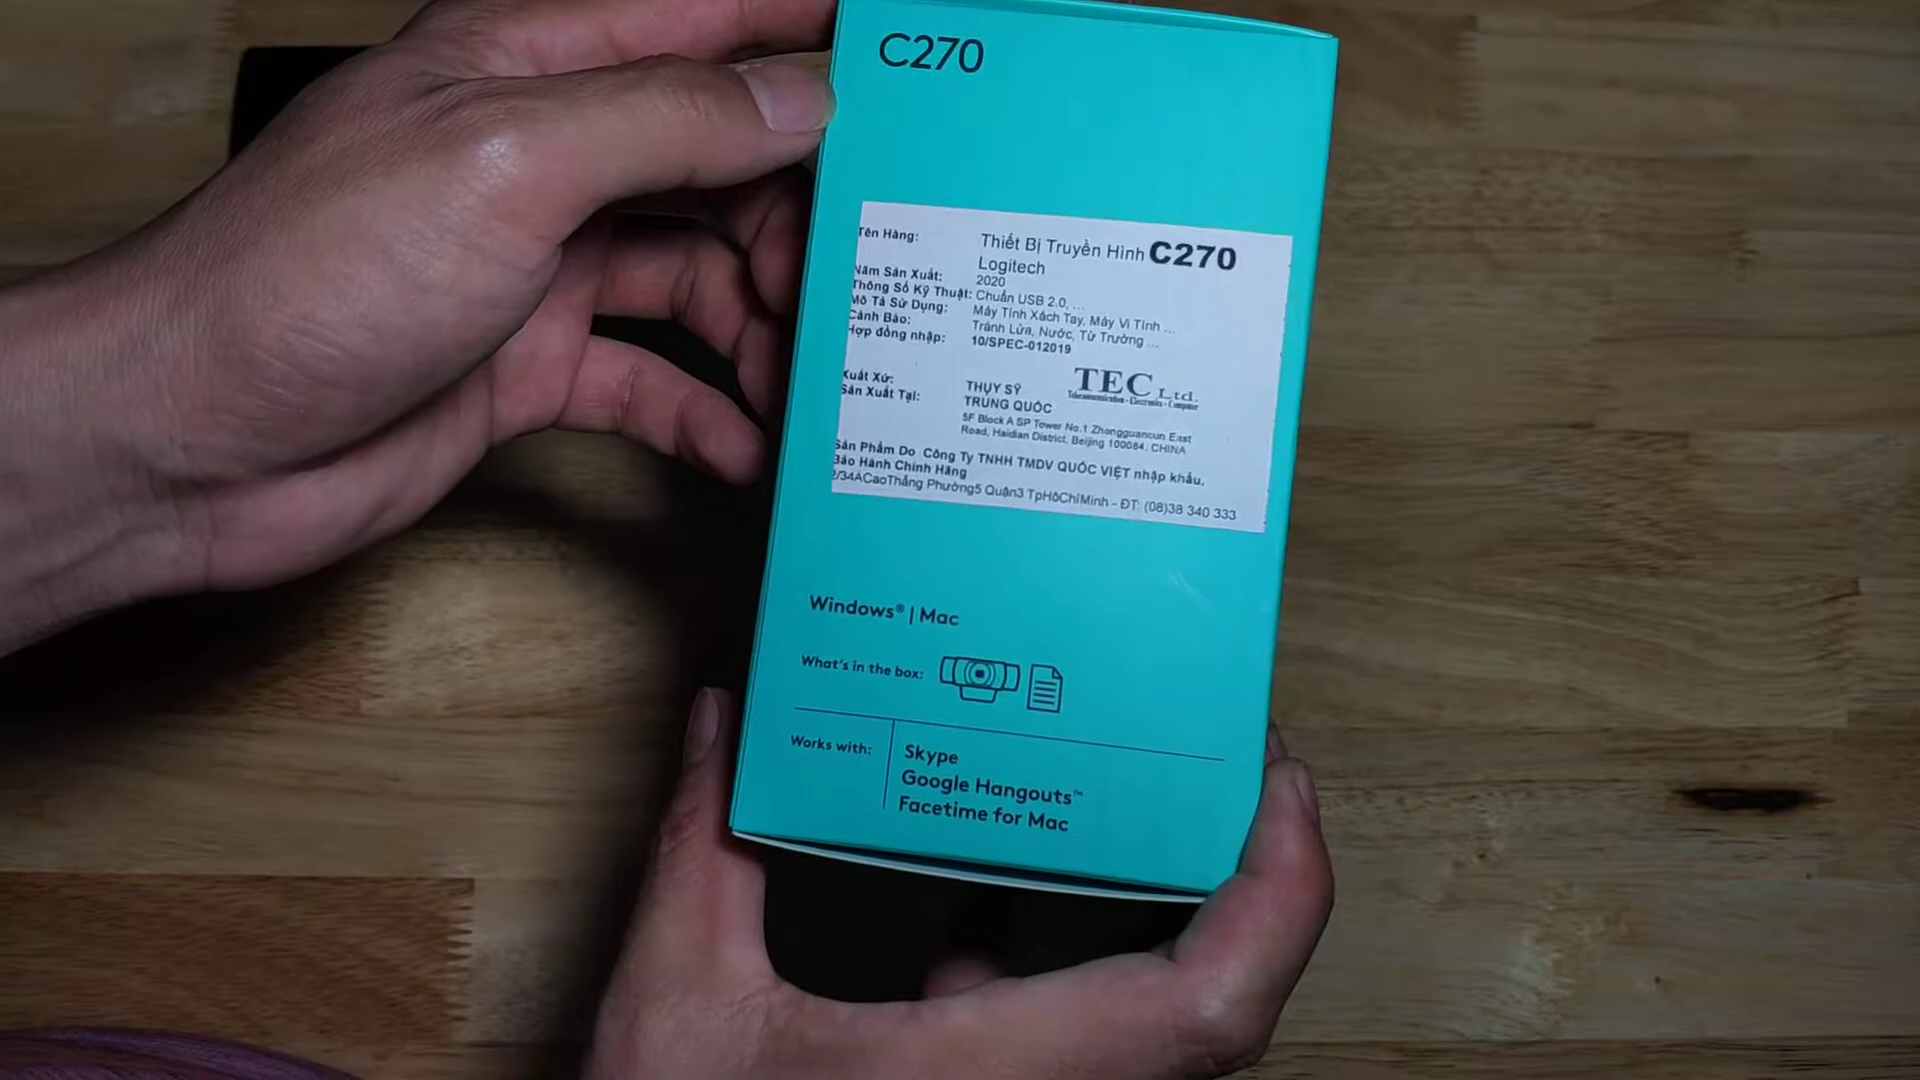 C270
Tên Hàng: Thiết Bị Truyền Hình C270
Logitech
Năm Sản Xuất: 2020
Thông Số Kỹ Thuật: Chuẩn USB 2.0, ...
Mô Tả Sử Dụng: Máy Tính Xách Tay, Máy Vi Tính ...
Cảnh Báo: Tránh Lửa, Nước, Từ Trường ...
Hợp đồng nhập: 10/SPEC-012019
TEC Ltd.
Telecommunication - Electronics - Computer
Xuất Xứ: THỤY SỸ
Sản Xuất Tại: TRUNG QUỐC
5F Block A SP Tower No.1 Zhongguancun East
Road, Haidian District, Beijing 100084. CHINA
Sản Phẩm Do Công Ty TNHH TMDV QUỐC VIỆT nhập khẩu.
Bảo Hành Chính Hãng
2/34ACaoThắng Phường5 Quận3 TpHồChíMinh - ĐT: (08)38 340 333
Windows® | Mac
What's in the box:
Works with: Skype
Google Hangouts™
Facetime for Mac